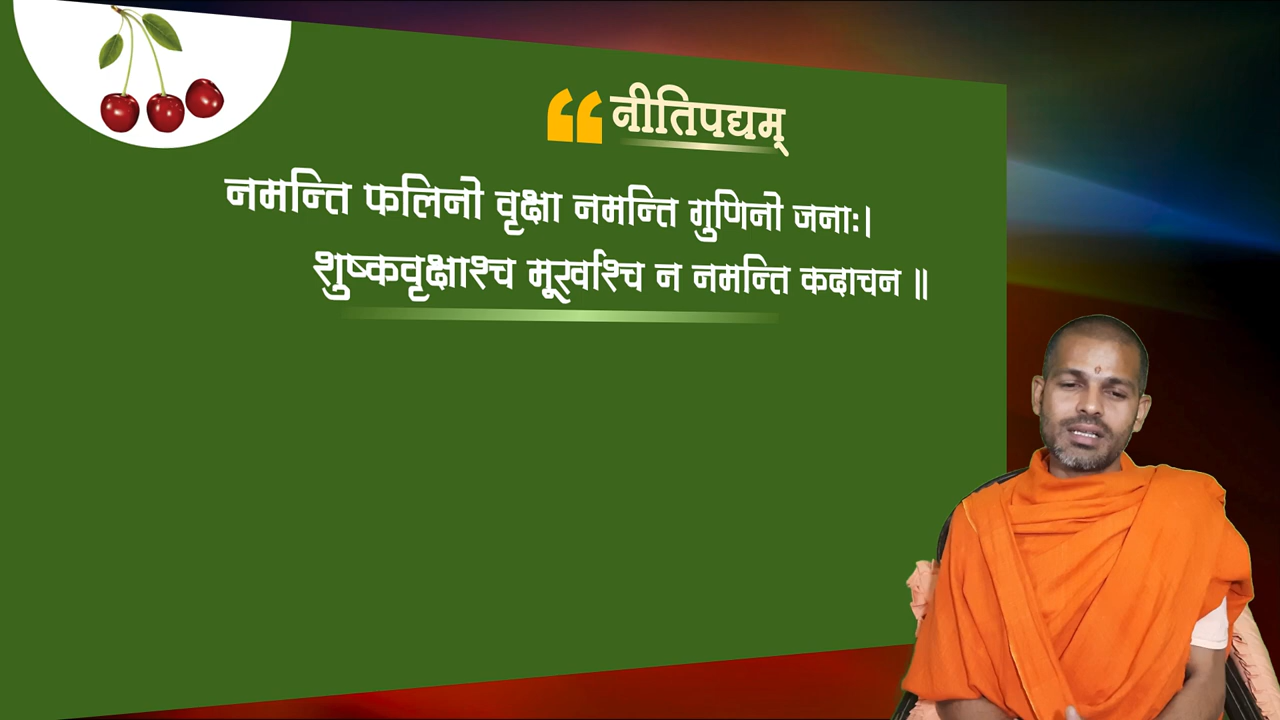 नीतिपद्यम्
नमन्ति फलिनो वृक्षा नमन्ति गुणिनो जनाः।
शुष्कवृक्षाश्च मूर्खाश्च न नमन्ति कदाचन ॥